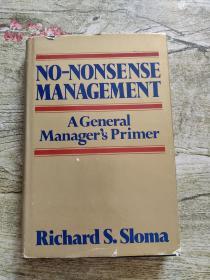 NO-NONSENSE
MANAGEMENT
A General
Manager's Primer
Richard S. Sloma